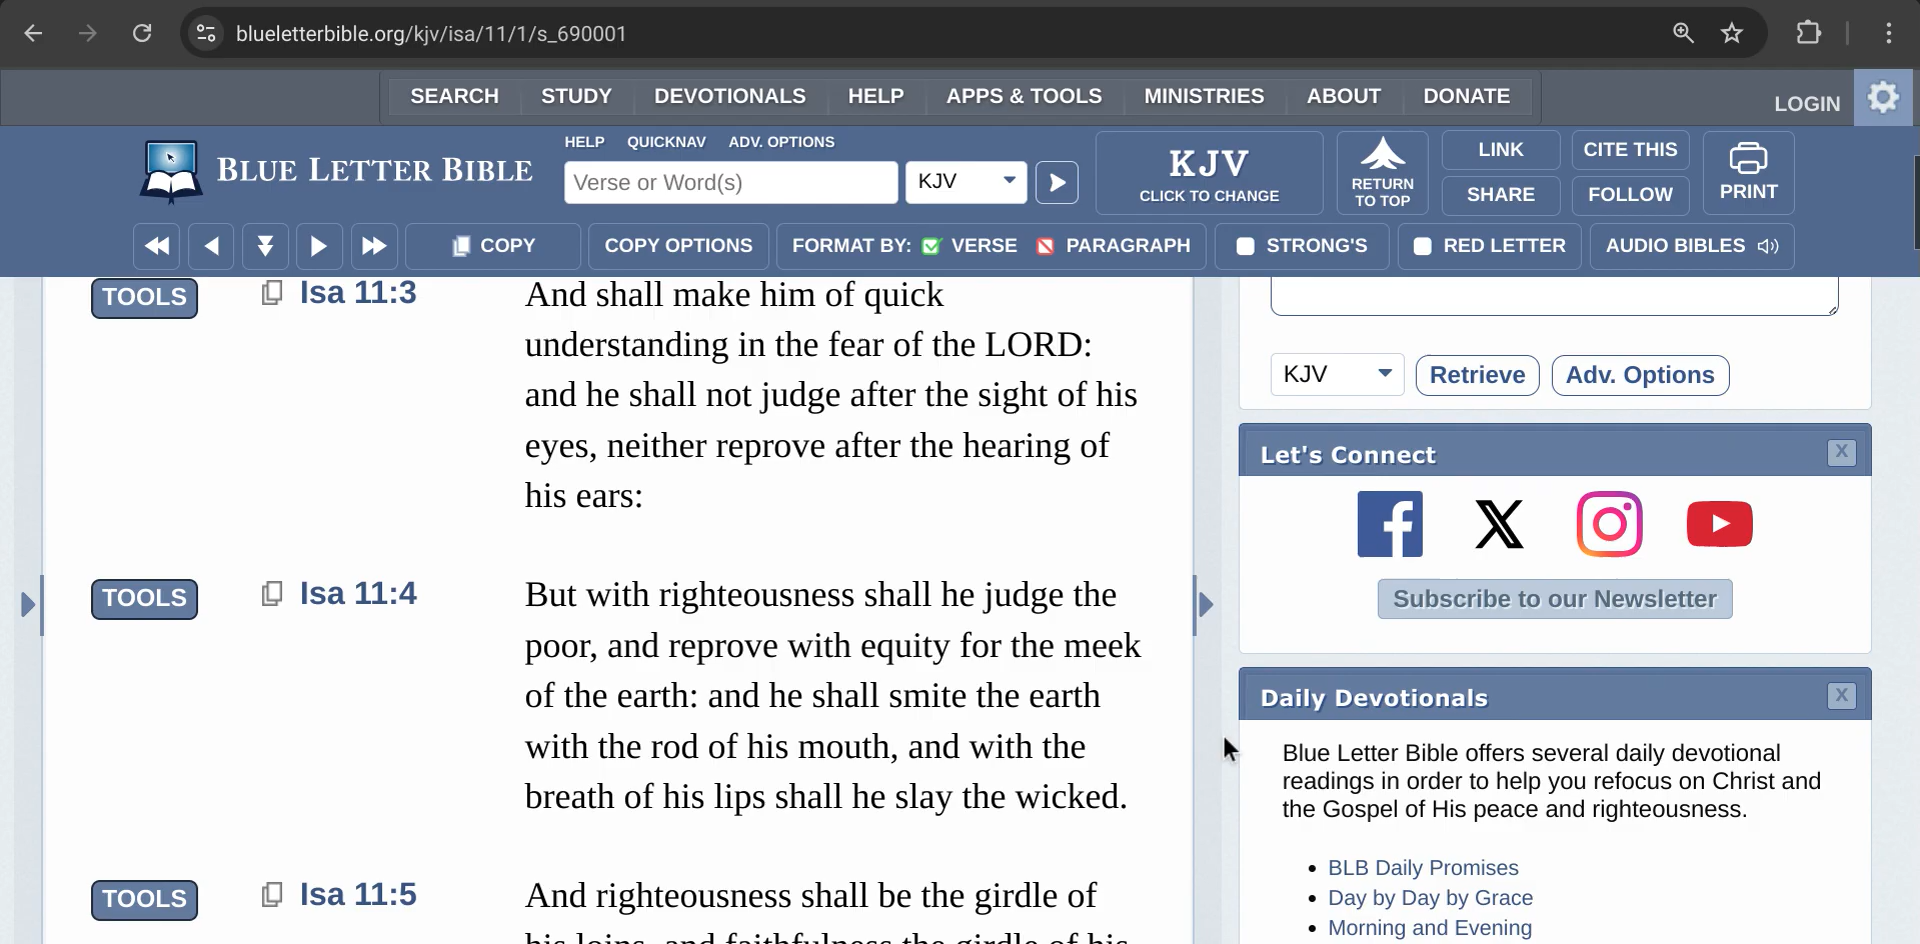 blueletterbible.org/kjv/isa/11/1/s_690001
SEARCH STUDY DEVOTIONALS HELP APPS & TOOLS MINISTRIES ABOUT DONATE
LOGIN
BLUE LETTER BIBLE
HELP QUICKNAV ADV. OPTIONS
Verse or Word(s)
KJV
KJV
CLICK TO CHANGE
RETURN
TO TOP
LINK
CITE THIS
SHARE
FOLLOW
PRINT
COPY
COPY OPTIONS
FORMAT BY: VERSE PARAGRAPH
STRONG'S
RED LETTER
AUDIO BIBLES
TOOLS
Isa 11:3
And shall make him of quick
understanding in the fear of the LORD:
and he shall not judge after the sight of his
eyes, neither reprove after the hearing of
his ears:
TOOLS
Isa 11:4
But with righteousness shall he judge the
poor, and reprove with equity for the meek
of the earth: and he shall smite the earth
with the rod of his mouth, and with the
breath of his lips shall he slay the wicked.
TOOLS
Isa 11:5
And righteousness shall be the girdle of
his loins, and faithfulness the girdle of his
KJV
Retrieve
Adv. Options
Let's Connect
X
Subscribe to our Newsletter
Daily Devotionals
X
Blue Letter Bible offers several daily devotional
readings in order to help you refocus on Christ and
the Gospel of His peace and righteousness.
• BLB Daily Promises
• Day by Day by Grace
• Morning and Evening